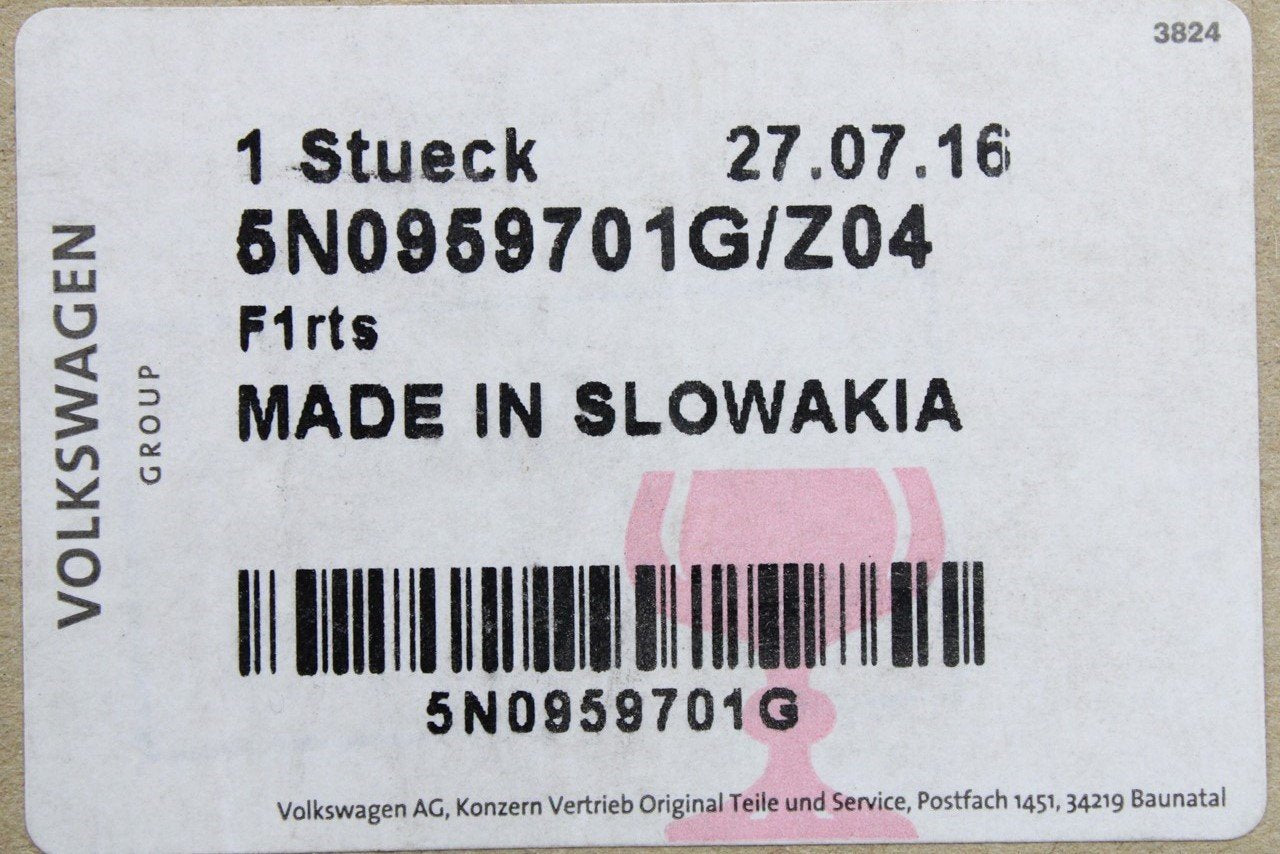 3824
1 Stueck 27.07.16
5N0959701G/Z04
F1rts
MADE IN SLOWAKIA
VOLKSWAGEN
GROUP
5N0959701G
Volkswagen AG, Konzern Vertrieb Original Teile und Service, Postfach 1451, 34219 Baunatal